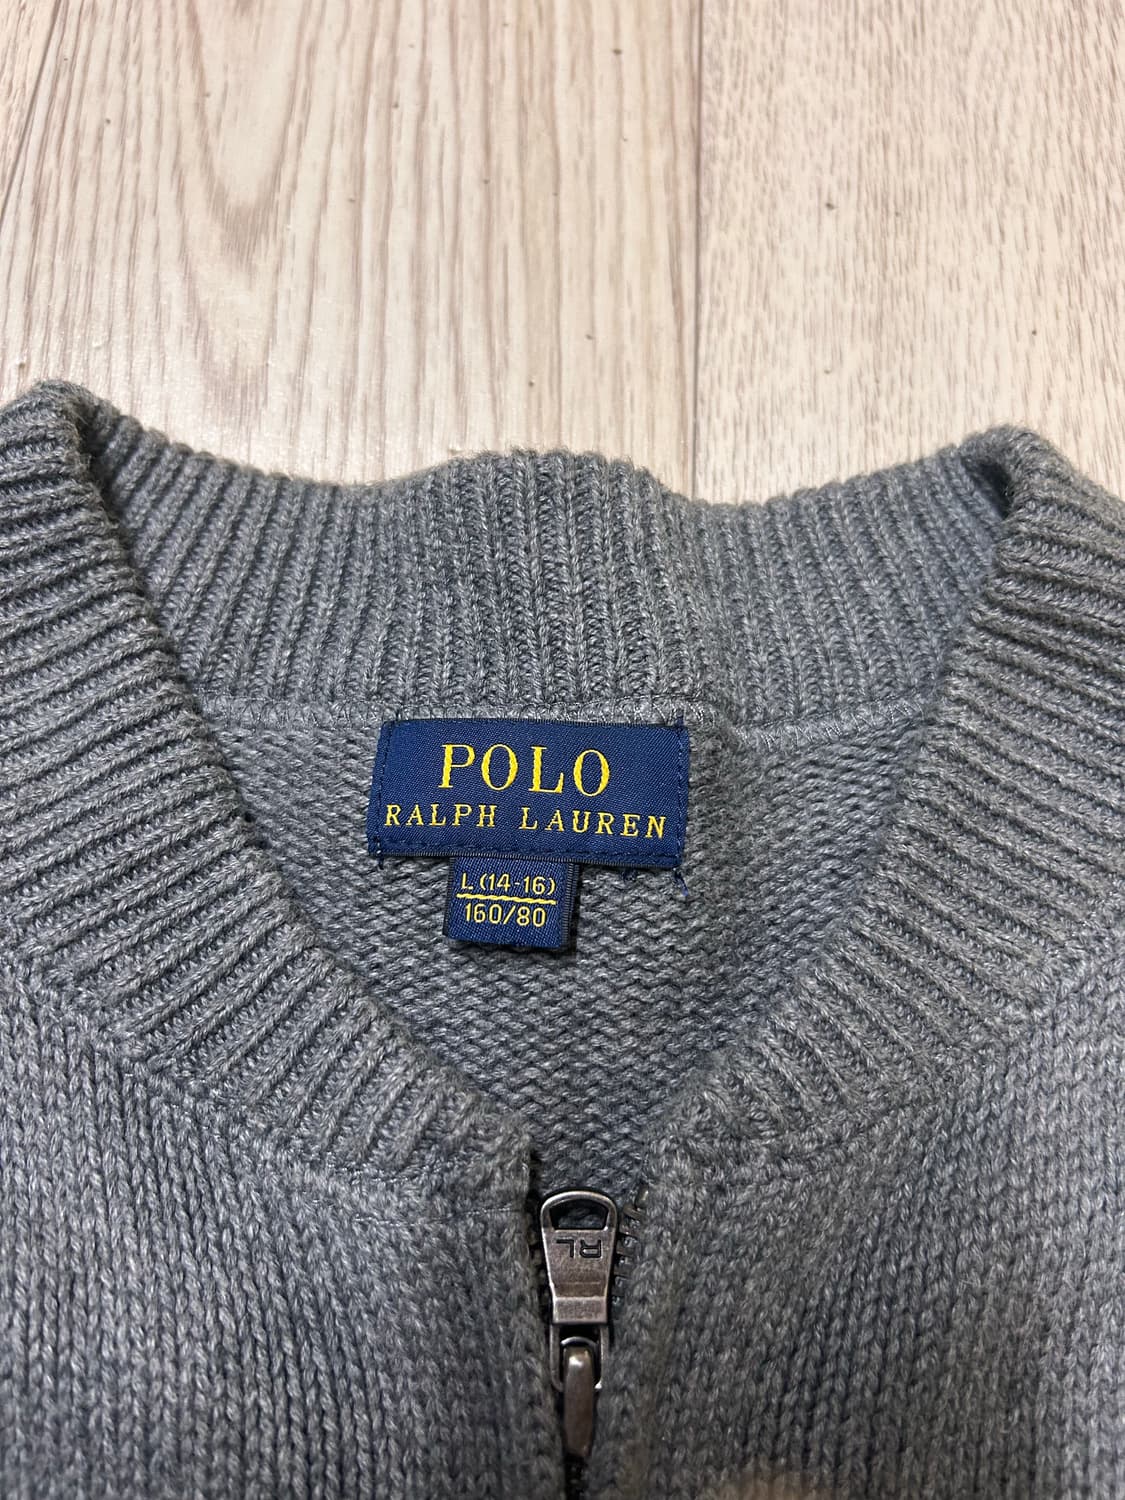 POLO
RALPH LAUREN
L (14-16)
160/80
RL